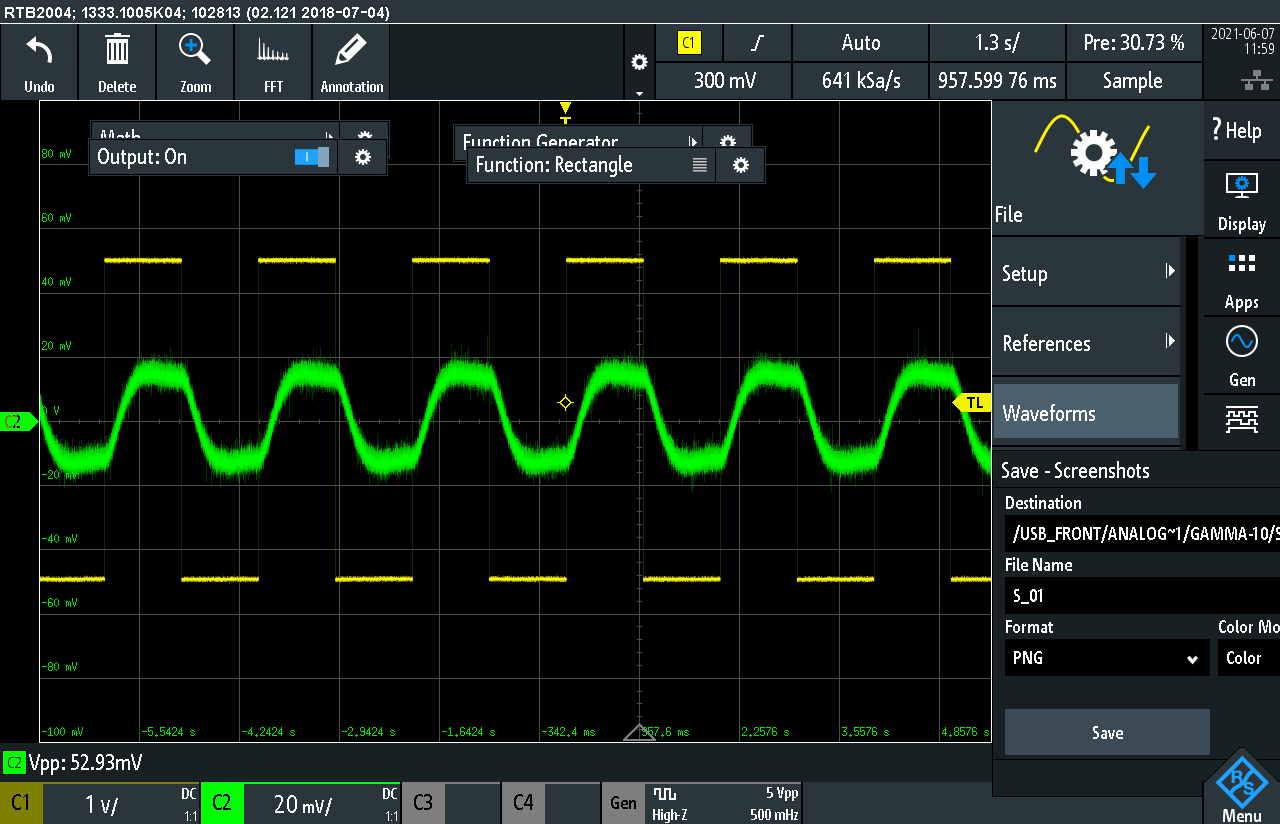 RTB2004; 1333.1005K04; 102813 (02.121 2018-07-04)
Undo
Delete
Zoom
FFT
Annotation
C1
Auto
1.3 s/
Pre: 30.73 %
2021-06-07
11:59
300 mV
641 kSa/s
957.599 76 ms
Sample
T
Math
Output: On
Function Generator
Function: Rectangle
80 mV
60 mV
40 mV
20 mV
0 V
-20 mV
-40 mV
-60 mV
-80 mV
-100 mV
C2
TL
-5.5424 s
-4.2424 s
-2.9424 s
-1.6424 s
-342.4 ms
957.6 ms
2.2576 s
3.5576 s
4.8576 s
File
Setup
References
Waveforms
? Help
Display
Apps
Gen
Save - Screenshots
Destination
/USB_FRONT/ANALOG~1/GAMMA-10/S
File Name
S_01
Format
Color Mo
PNG
Color
Save
C2 Vpp: 52.93mV
C1
1 V/
DC
1:1
C2
20 mV/
DC
1:1
C3
C4
Gen
High-Z
5 Vpp
500 mHz
R&S
Menu